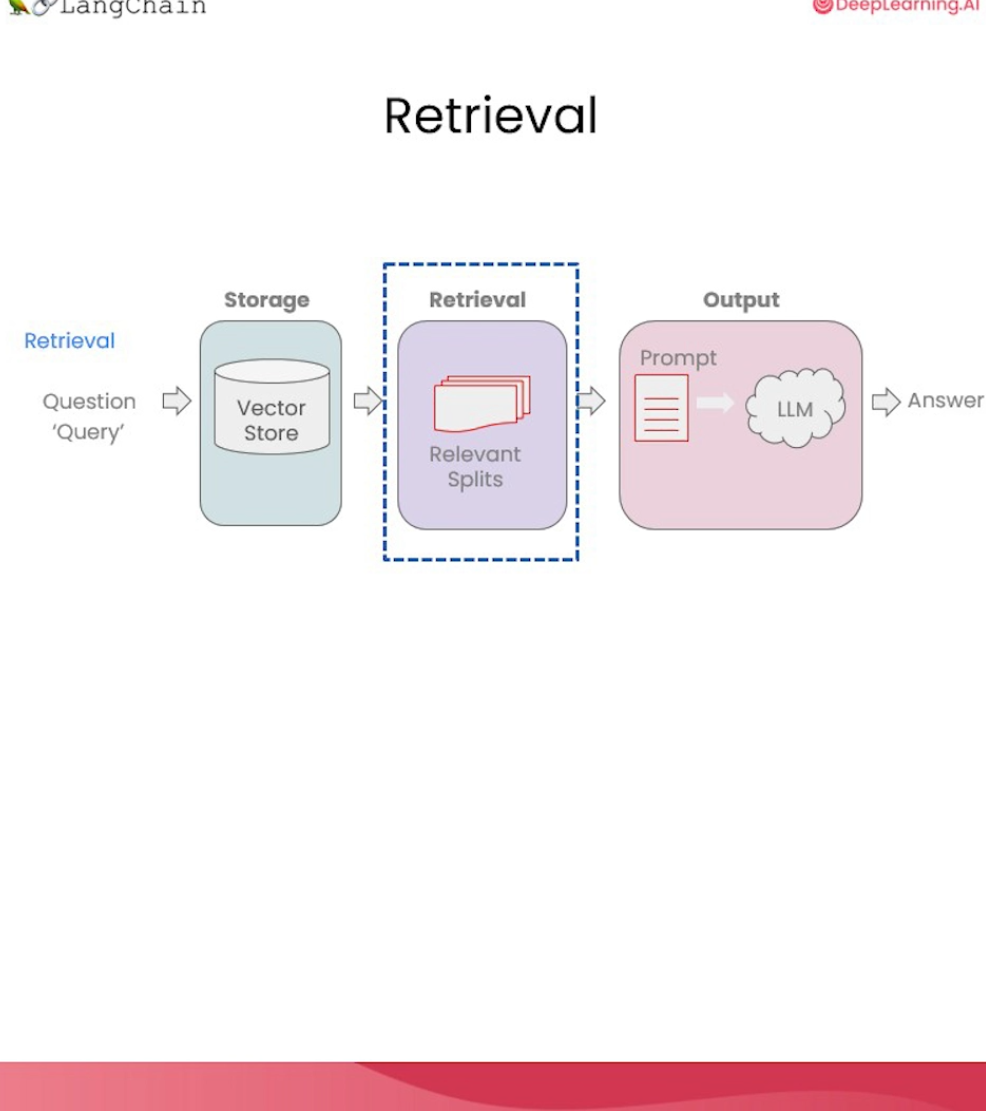 LangChain
DeepLearning.AI
Retrieval
Storage
Retrieval
Output
Retrieval
Question
‘Query’
Vector
Store
Relevant
Splits
Prompt
LLM
Answer